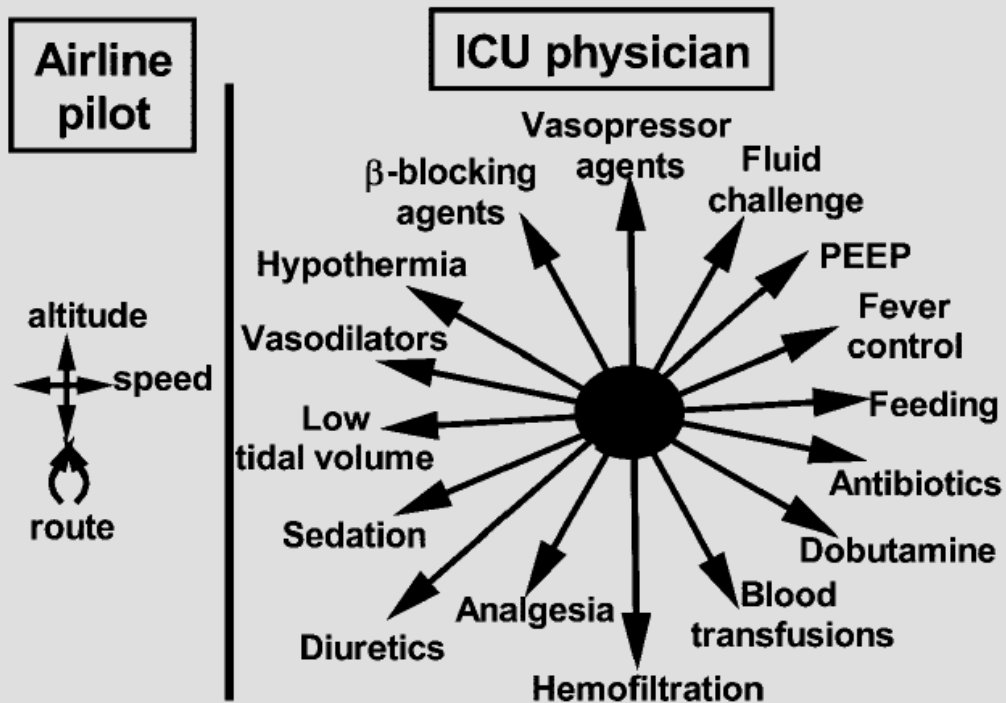 Airline
pilot
altitude
speed
route
ICU physician
Vasopressor
agents
Fluid
challenge
PEEP
Fever
control
Feeding
Antibiotics
Dobutamine
Blood
transfusions
Hemofiltration
Analgesia
Diuretics
Sedation
Low
tidal volume
Vasodilators
Hypothermia
β-blocking
agents